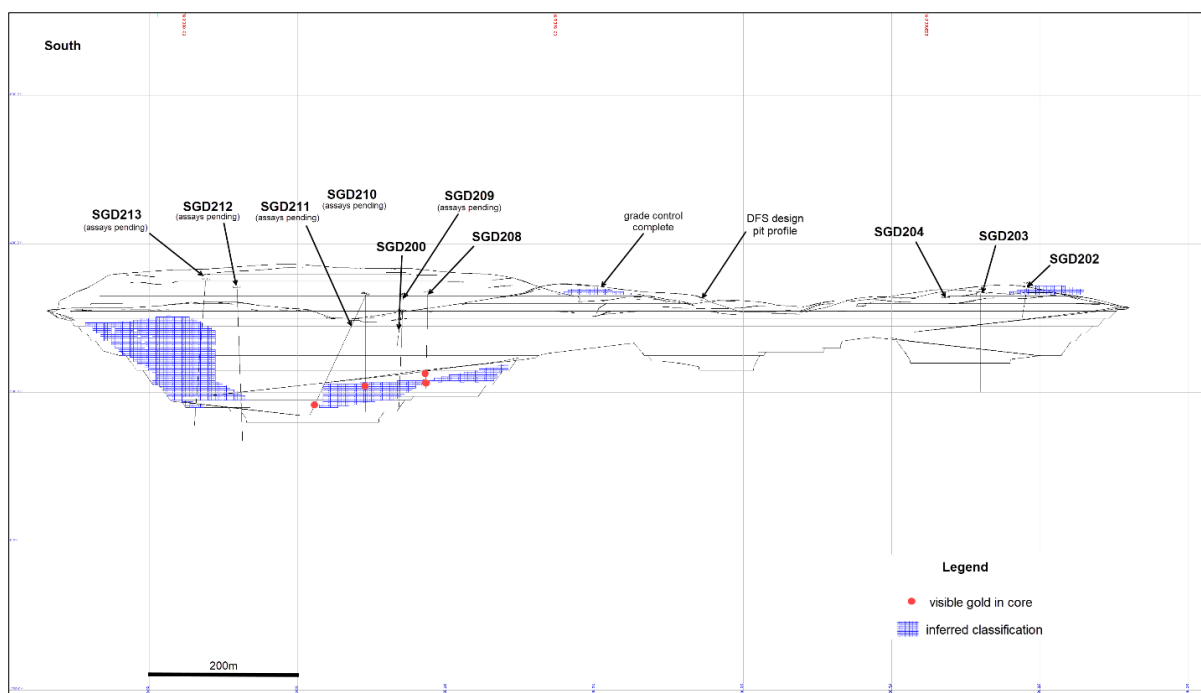 South
SGD213
(assays pending)
SGD212
(assays pending)
SGD211
(assays pending)
SGD210
(assays pending)
SGD209
(assays pending)
SGD200
SGD208
grade control
complete
DFS design
pit profile
SGD204
SGD203
SGD202
Legend
visible gold in core
inferred classification
200m